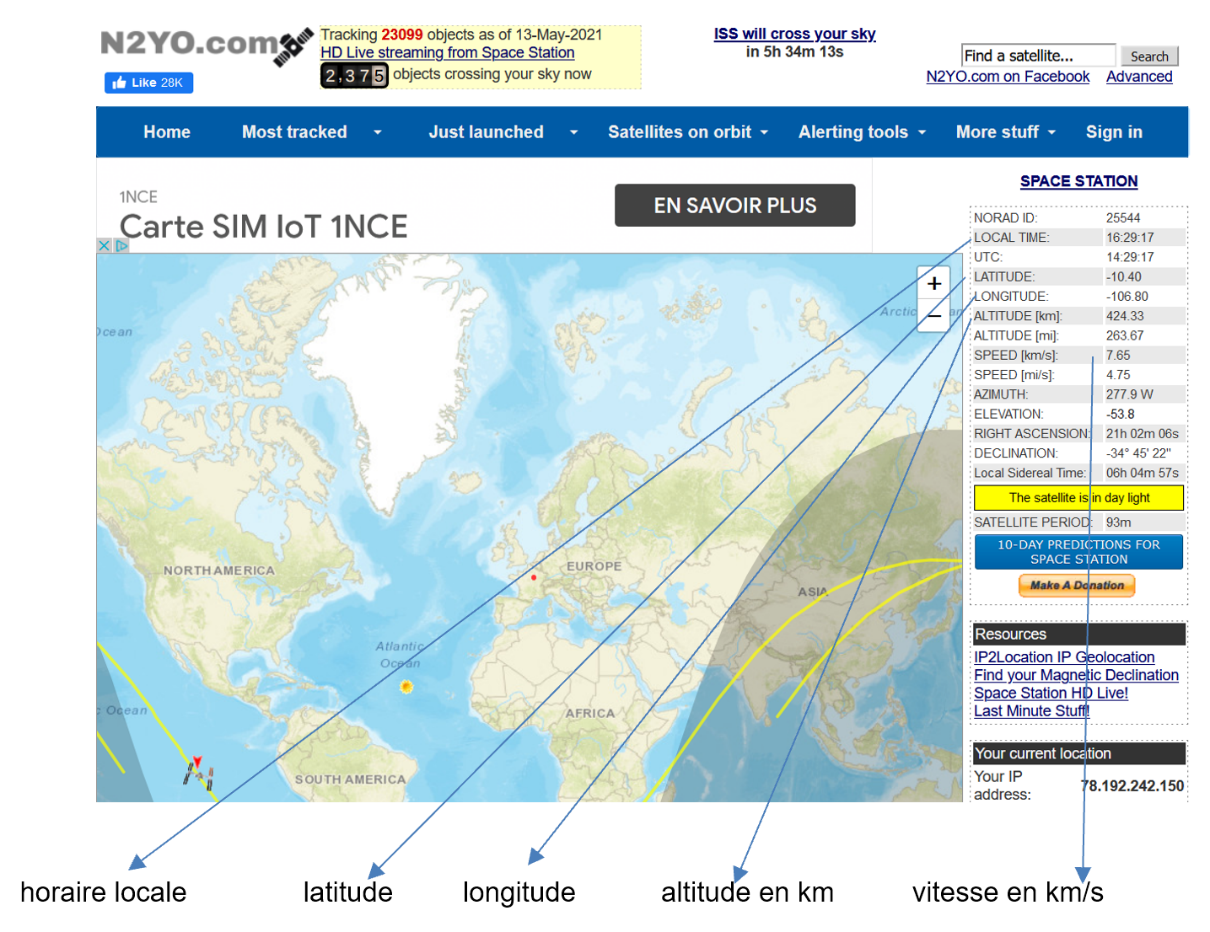 N2YO.com
Tracking 23099 objects as of 13-May-2021
HD Live streaming from Space Station
2,375 objects crossing your sky now
Like 28K
ISS will cross your sky
in 5h 34m 13s
Find a satellite... Search
N2YO.com on Facebook Advanced
Home Most tracked Just launched Satellites on orbit Alerting tools More stuff Sign in
1NCE
Carte SIM IoT 1NCE
EN SAVOIR PLUS
SPACE STATION
NORAD ID: 25544
LOCAL TIME: 16:29:17
UTC: 14:29:17
LATITUDE: -10.40
LONGITUDE: -106.80
ALTITUDE [km]: 424.33
ALTITUDE [mi]: 263.67
SPEED [km/s]: 7.65
SPEED [mi/s]: 4.75
AZIMUTH: 277.9 W
ELEVATION: -53.8
RIGHT ASCENSION: 21h 02m 06s
DECLINATION: -34° 45' 22"
Local Sidereal Time: 06h 04m 57s
The satellite is in day light
SATELLITE PERIOD: 93m
10-DAY PREDICTIONS FOR
SPACE STATION
Make A Donation
Resources
IP2Location IP Geolocation
Find your Magnetic Declination
Space Station HD Live!
Last Minute Stuff!
Your current location
Your IP
address: 78.192.242.150
+
−
Ocean
Arctic
NORTH AMERICA
EUROPE
ASIA
Atlantic
Ocean
Ocean
AFRICA
SOUTH AMERICA
horaire locale latitude longitude altitude en km vitesse en km/s